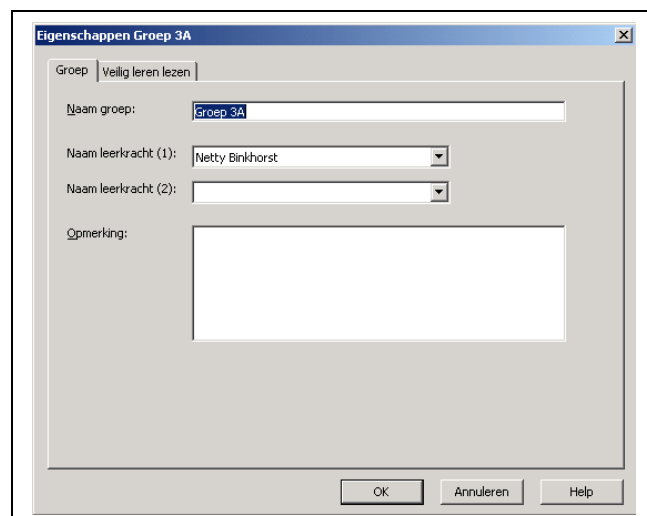 Eigenschappen Groep 3A
Groep Veilig leren lezen
Naam groep: Groep 3A
Naam leerkracht (1): Netty Binkhorst
Naam leerkracht (2):
Opmerking:
OK Annuleren Help